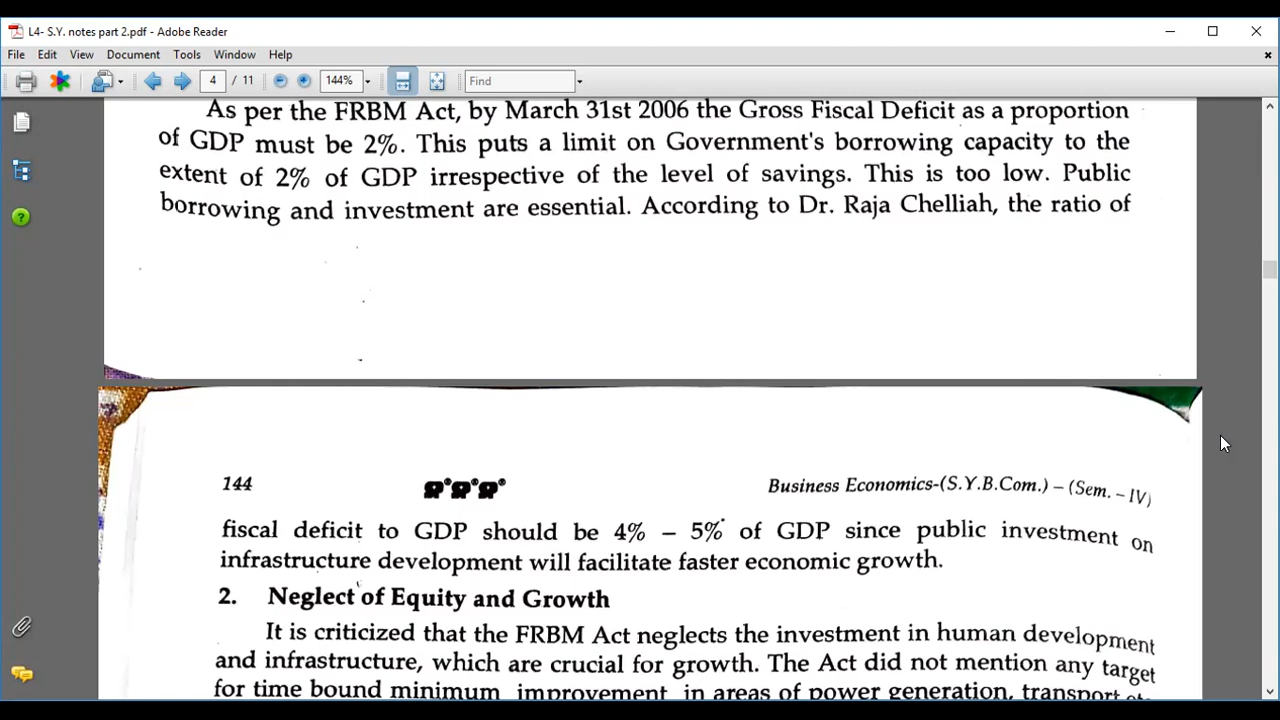 L4- S.Y. notes part 2.pdf - Adobe Reader
File Edit View Document Tools Window Help
4 / 11 144% Find
As per the FRBM Act, by March 31st 2006 the Gross Fiscal Deficit as a proportion
of GDP must be 2%. This puts a limit on Government's borrowing capacity to the
extent of 2% of GDP irrespective of the level of savings. This is too low. Public
borrowing and investment are essential. According to Dr. Raja Chelliah, the ratio of
144 Business Economics-(S.Y.B.Com.) – (Sem. – IV)
fiscal deficit to GDP should be 4% – 5% of GDP since public investment on
infrastructure development will facilitate faster economic growth.
2. Neglect of Equity and Growth
It is criticized that the FRBM Act neglects the investment in human development
and infrastructure, which are crucial for growth. The Act did not mention any target
for time bound minimum improvement in areas of power generation, transport etc.